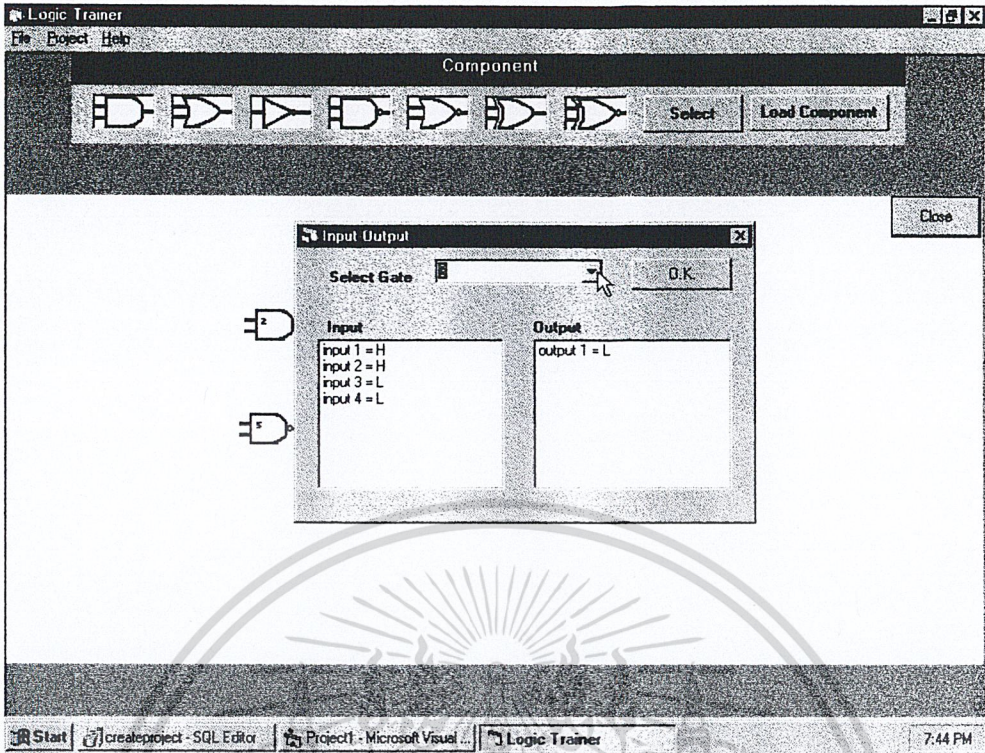 Logic Trainer
File Project Help
Component
Select
Load Component
Close
Input Output
Select Gate
O.K.
2
Input
Output
input 1 = H
input 2 = H
input 3 = L
input 4 = L
output 1 = L
5
Start
createproject - SQL Editor
Project1 - Microsoft Visual ...
Logic Trainer
7:44 PM